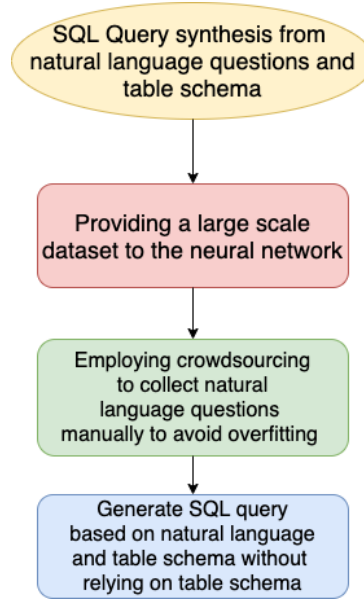 SQL Query synthesis from
natural language questions and
table schema
Providing a large scale
dataset to the neural network
Employing crowdsourcing
to collect natural
language questions
manually to avoid overfitting
Generate SQL query
based on natural language
and table schema without
relying on table schema